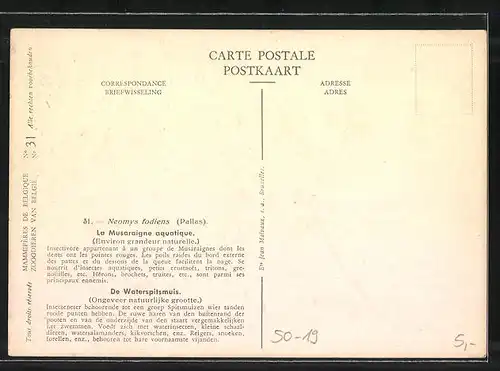 CARTE POSTALE
POSTKAART
CORRESPONDANCE
BRIEFWISSELING
ADRESSE
ADRES
MAMMIFÈRES DE BELGIQUE Nº
ZOOGDIEREN VAN BELGIË Nr
31
Tous droits réservés
Alle rechten voorbehouden
31. — Neomys fodiens (Pallas).
La Musaraigne aquatique.
(Environ grandeur naturelle.)
Insectivore appartenant à un groupe de Musaraignes dont les
dents ont les pointes rouges. Les poils raides du bord externe
des pattes et du dessous de la queue facilitent la nage. Se
nourrit d'insectes aquatiques, petits crustacés, tritons, gre-
nouilles, etc. Hérons, brochets, truites, etc., sont parmi ses
principaux ennemis.
De Waterspitsmuis.
(Ongeveer natuurlijke grootte.)
Insecteneter behoorende tot een groep Spitsmuizen wier tanden
roode punten hebben. De ruwe haren van den buitenrand der
pooten en van de onderzijde van den staart vergemakkelijken
het zwemmen. Voedt zich met waterinsecten, kleine schaal-
dieren, watersalamanders, kikvorschen, enz. Reigers, snoeken,
forellen, enz., behooren tot hare voornaamste vijanden.
Ets Jean Malvaux, s. a., Bruxelles.
50-19
5,-